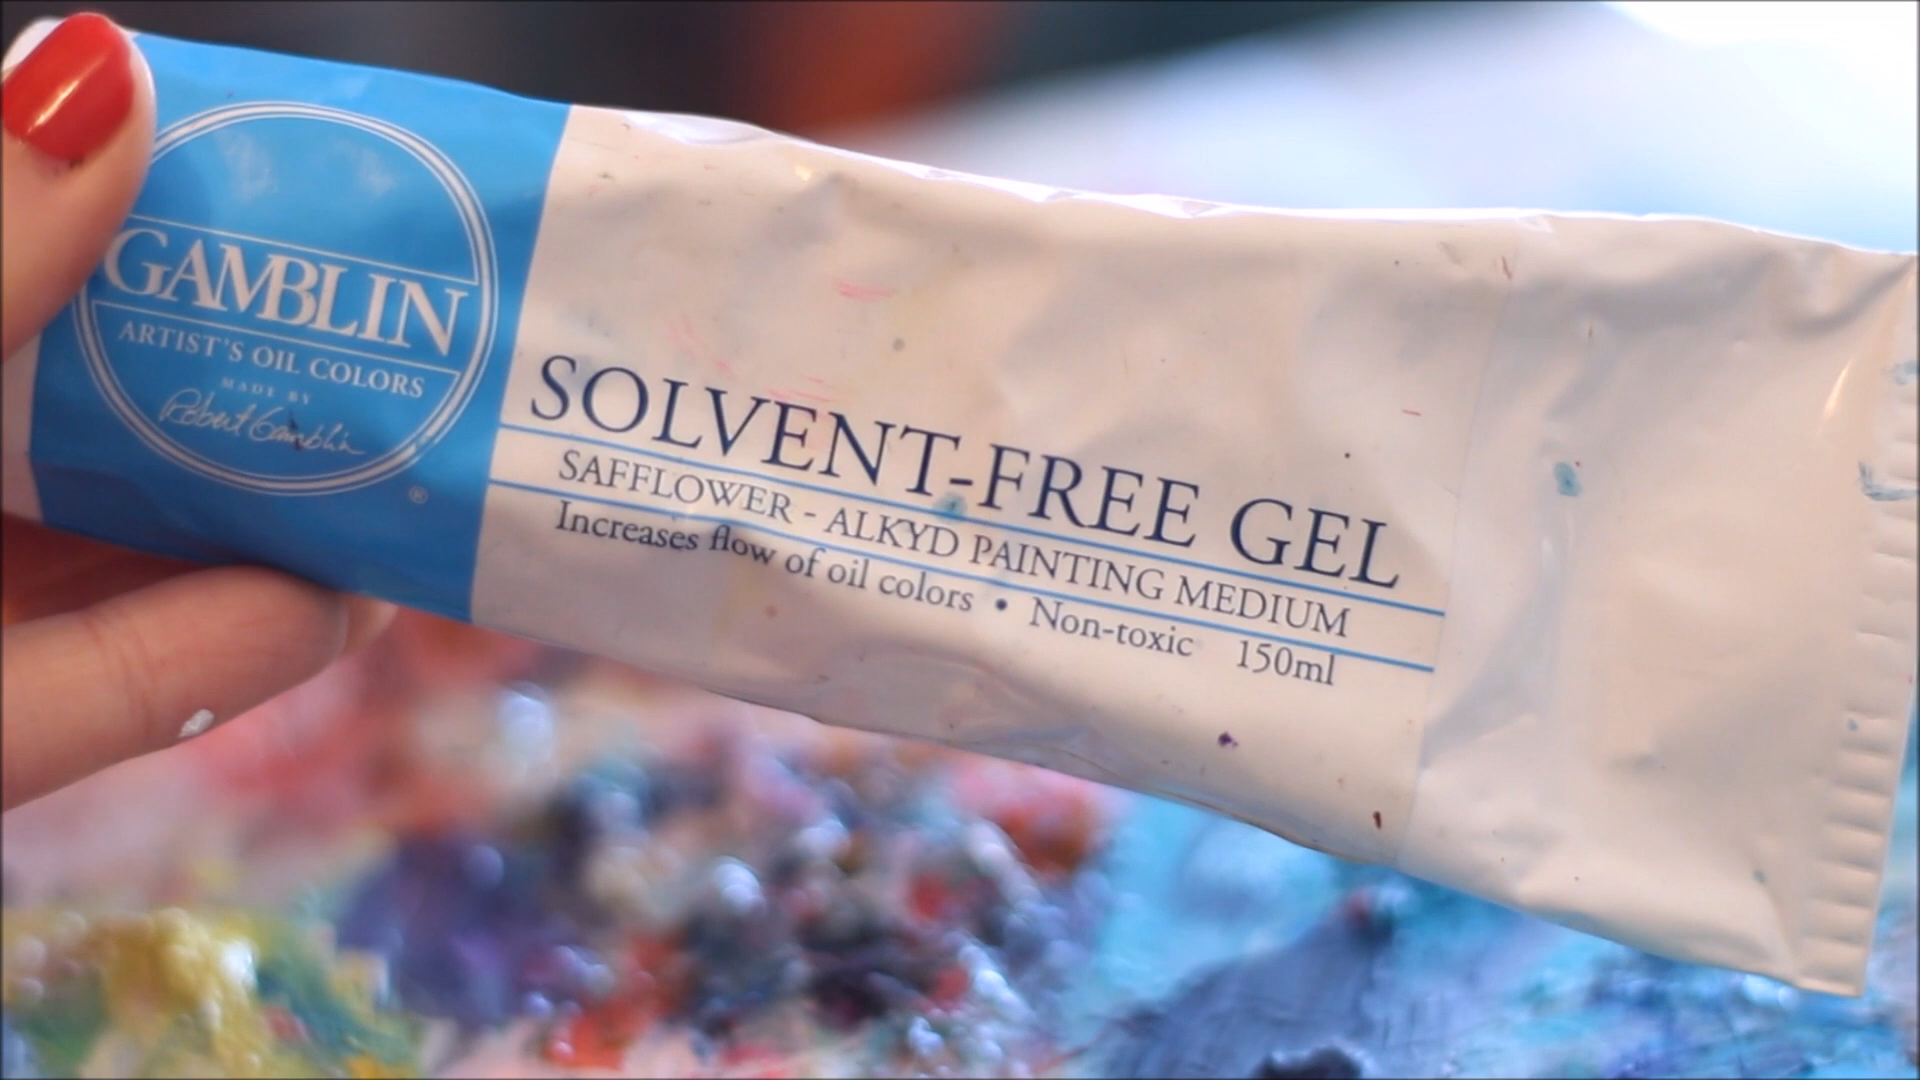 GAMBLIN
ARTIST'S OIL COLORS
MADE BY
Robert Gamblin
®
SOLVENT-FREE GEL
SAFFLOWER - ALKYD PAINTING MEDIUM
Increases flow of oil colors • Non-toxic 150ml